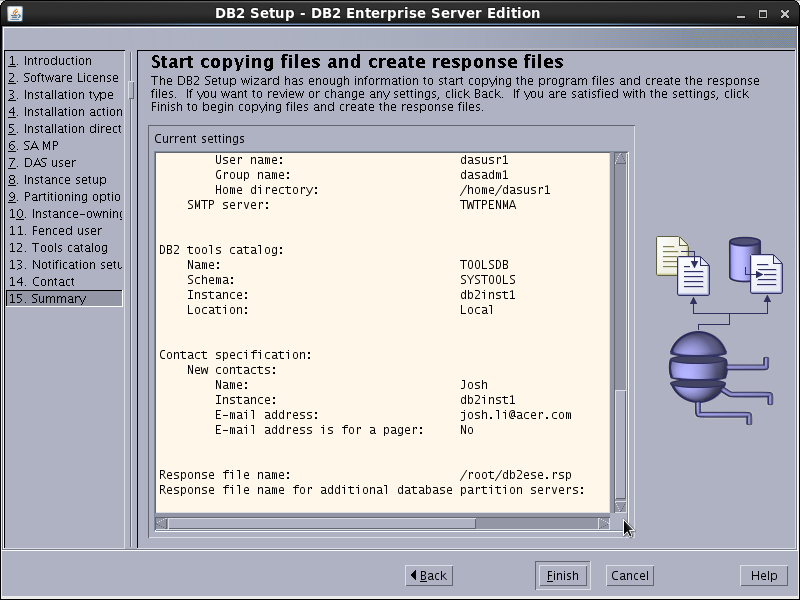 DB2 Setup - DB2 Enterprise Server Edition
1. Introduction
2. Software License
3. Installation type
4. Installation action
5. Installation direct
6. SA MP
7. DAS user
8. Instance setup
9. Partitioning optio
10. Instance-owning
11. Fenced user
12. Tools catalog
13. Notification setu
14. Contact
15. Summary
Start copying files and create response files
The DB2 Setup wizard has enough information to start copying the program files and create the response
files. If you want to review or change any settings, click Back. If you are satisfied with the settings, click
Finish to begin copying files and create the response files.
Current settings
User name: dasusr1
Group name: dasadm1
Home directory: /home/dasusr1
SMTP server: TWTPENMA
DB2 tools catalog:
Name: TOOLSDB
Schema: SYSTOOLS
Instance: db2inst1
Location: Local
Contact specification:
New contacts:
Name: Josh
Instance: db2inst1
E-mail address: josh.li@acer.com
E-mail address is for a pager: No
Response file name: /root/db2ese.rsp
Response file name for additional database partition servers:
Back
Finish
Cancel
Help